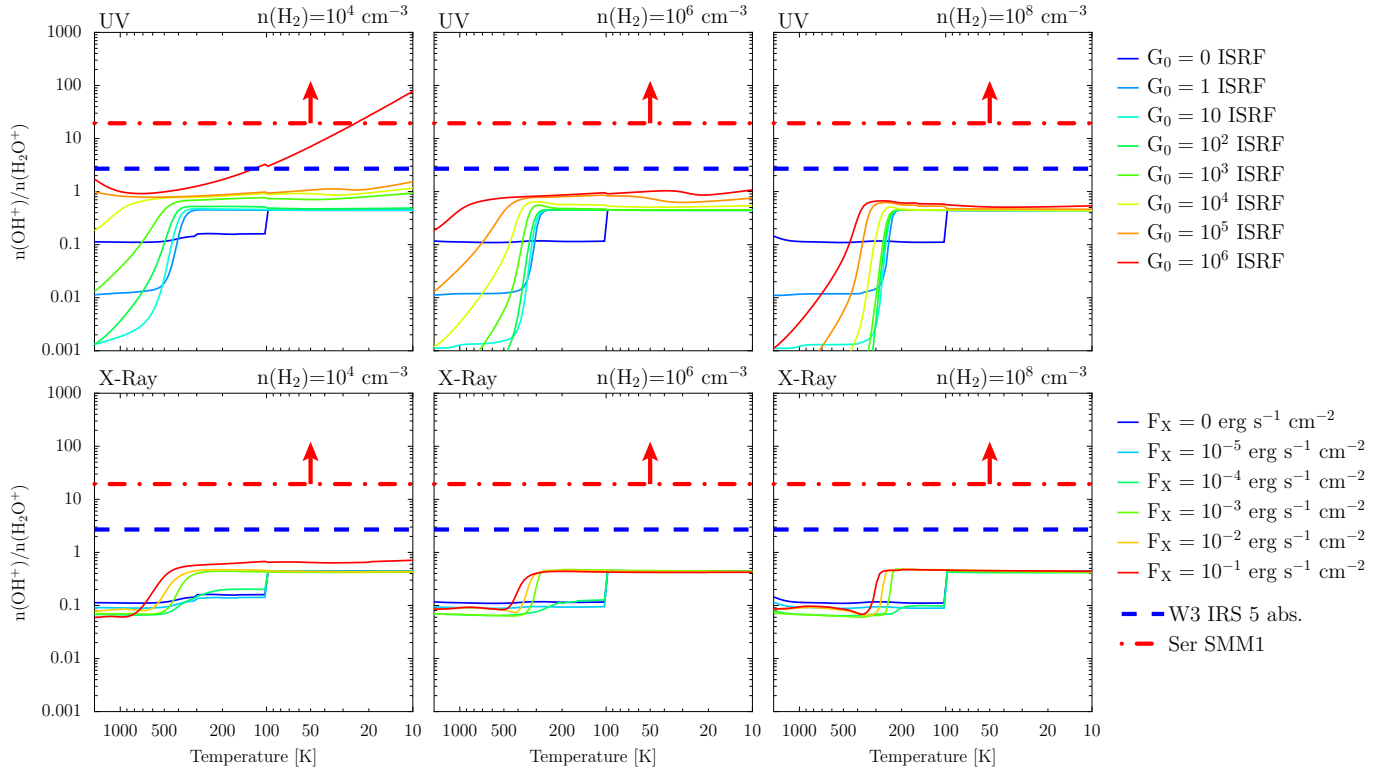 UV n(H₂)=10⁴ cm⁻³
UV n(H₂)=10⁶ cm⁻³
UV n(H₂)=10⁸ cm⁻³
n(OH⁺)/n(H₂O⁺)
1000
100
10
1
0.1
0.01
0.001
G₀ = 0 ISRF
G₀ = 1 ISRF
G₀ = 10 ISRF
G₀ = 10² ISRF
G₀ = 10³ ISRF
G₀ = 10⁴ ISRF
G₀ = 10⁵ ISRF
G₀ = 10⁶ ISRF
X-Ray n(H₂)=10⁴ cm⁻³
X-Ray n(H₂)=10⁶ cm⁻³
X-Ray n(H₂)=10⁸ cm⁻³
n(OH⁺)/n(H₂O⁺)
1000
100
10
1
0.1
0.01
0.001
F_X = 0 erg s⁻¹ cm⁻²
F_X = 10⁻⁵ erg s⁻¹ cm⁻²
F_X = 10⁻⁴ erg s⁻¹ cm⁻²
F_X = 10⁻³ erg s⁻¹ cm⁻²
F_X = 10⁻² erg s⁻¹ cm⁻²
F_X = 10⁻¹ erg s⁻¹ cm⁻²
W3 IRS 5 abs.
Ser SMM1
1000 500 200 100 50 20 10
1000 500 200 100 50 20 10
1000 500 200 100 50 20 10
Temperature [K]
Temperature [K]
Temperature [K]